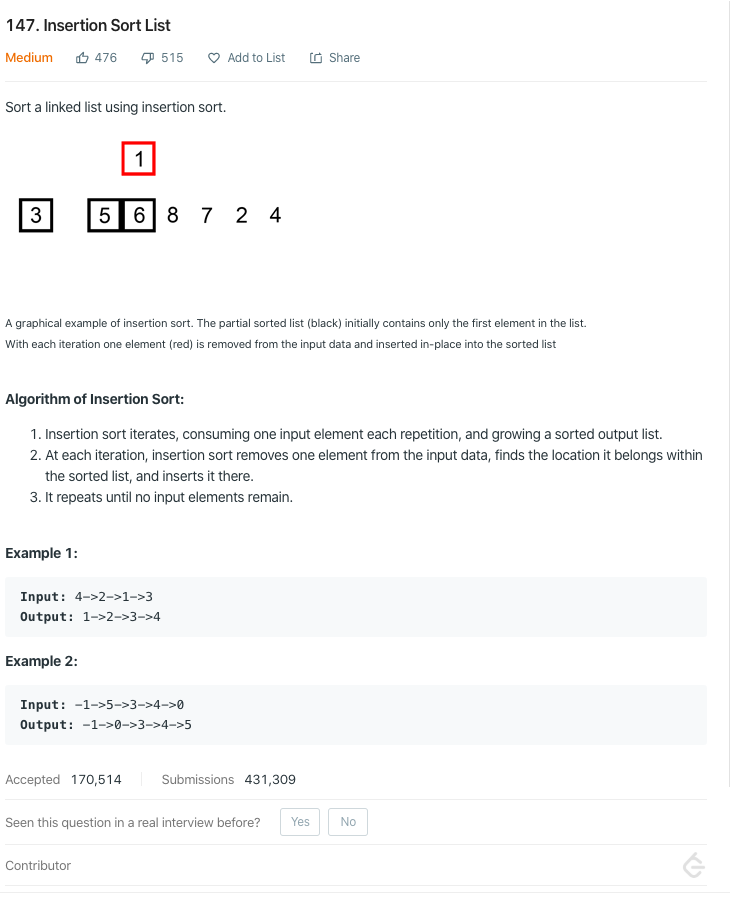 147. Insertion Sort List
Medium 476 515 Add to List Share
Sort a linked list using insertion sort.
1
3 5 6 8 7 2 4
A graphical example of insertion sort. The partial sorted list (black) initially contains only the first element in the list.
With each iteration one element (red) is removed from the input data and inserted in-place into the sorted list
Algorithm of Insertion Sort:
1. Insertion sort iterates, consuming one input element each repetition, and growing a sorted output list.
2. At each iteration, insertion sort removes one element from the input data, finds the location it belongs within
the sorted list, and inserts it there.
3. It repeats until no input elements remain.
Example 1:
Input: 4->2->1->3
Output: 1->2->3->4
Example 2:
Input: -1->5->3->4->0
Output: -1->0->3->4->5
Accepted 170,514 Submissions 431,309
Seen this question in a real interview before? Yes No
Contributor